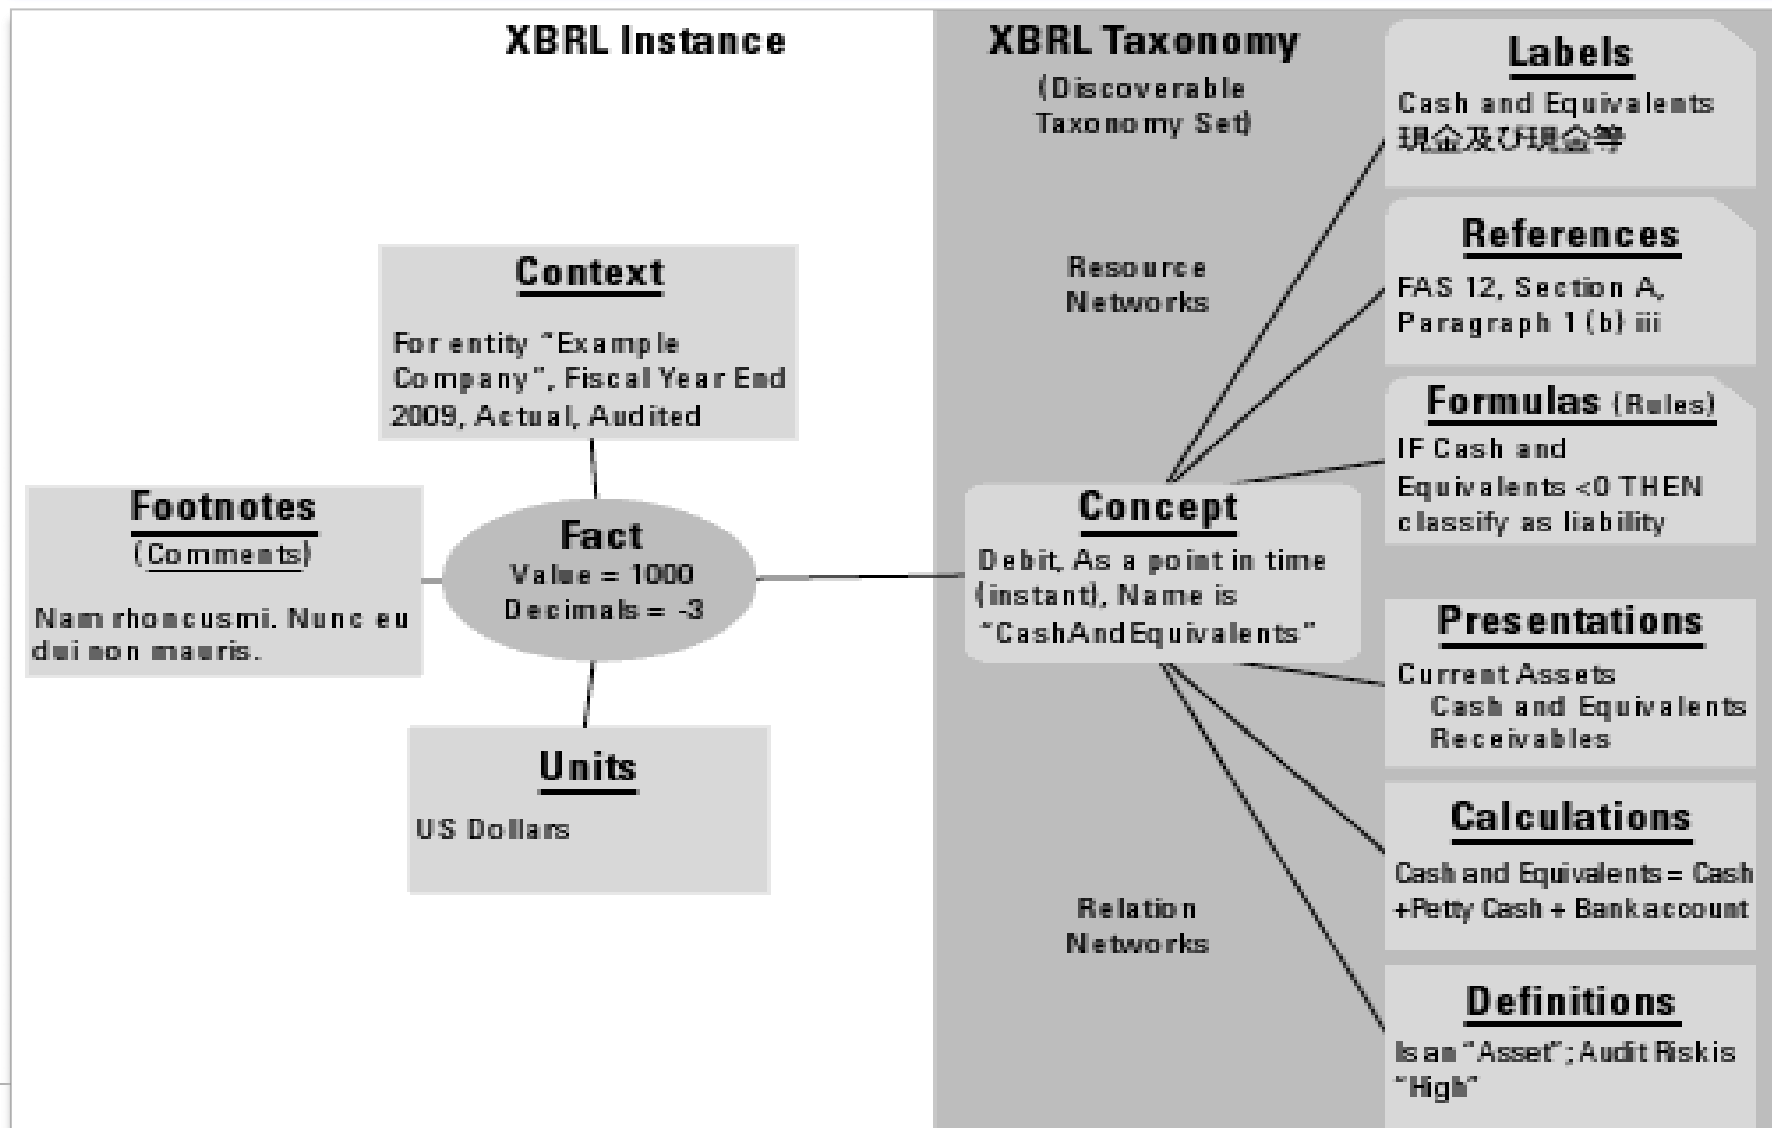 XBRL Instance
XBRL Taxonomy
(Discoverable
Taxonomy Set)
Labels
Cash and Equivalents
現金及び現金等
References
FAS 12, Section A,
Paragraph 1 (b) iii
Resource
Networks
Formulas (Rules)
IF Cash and
Equivalents <0 THEN
classify as liability
Context
For entity "Example
Company", Fiscal Year End
2009, Actual, Audited
Footnotes
(Comments)
Nam rhoncusmi. Nunc eu
dui non mauris.
Fact
Value = 1000
Decimals = -3
Units
US Dollars
Concept
Debit, As a point in time
(instant), Name is
"CashAndEquivalents"
Presentations
Current Assets
Cash and Equivalents
Receivables
Calculations
Cash and Equivalents = Cash
+Petty Cash + Bank account
Relation
Networks
Definitions
Is an "Asset"; Audit Risk is
"High"